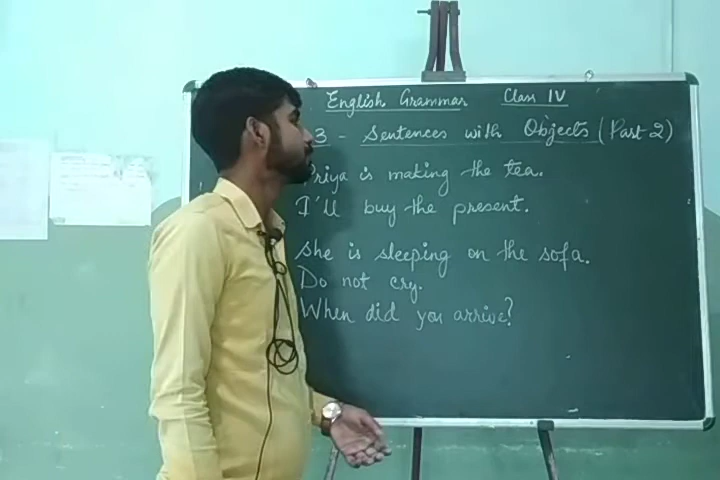 English Grammar Class IV
3 - Sentences with Objects (Part 2)
Priya is making the tea.
I'll buy the present.
She is sleeping on the sofa.
Do not cry.
When did you arrive?